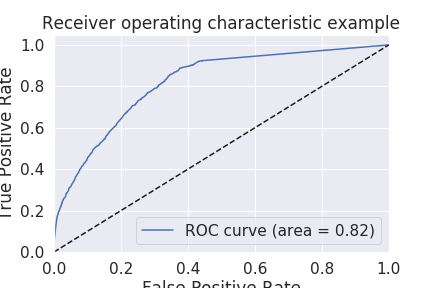 Receiver operating characteristic example
1.0
0.8
0.6
0.4
0.2
0.0
True Positive Rate
ROC curve (area = 0.82)
0.0 0.2 0.4 0.6 0.8 1.0
False Positive Rate